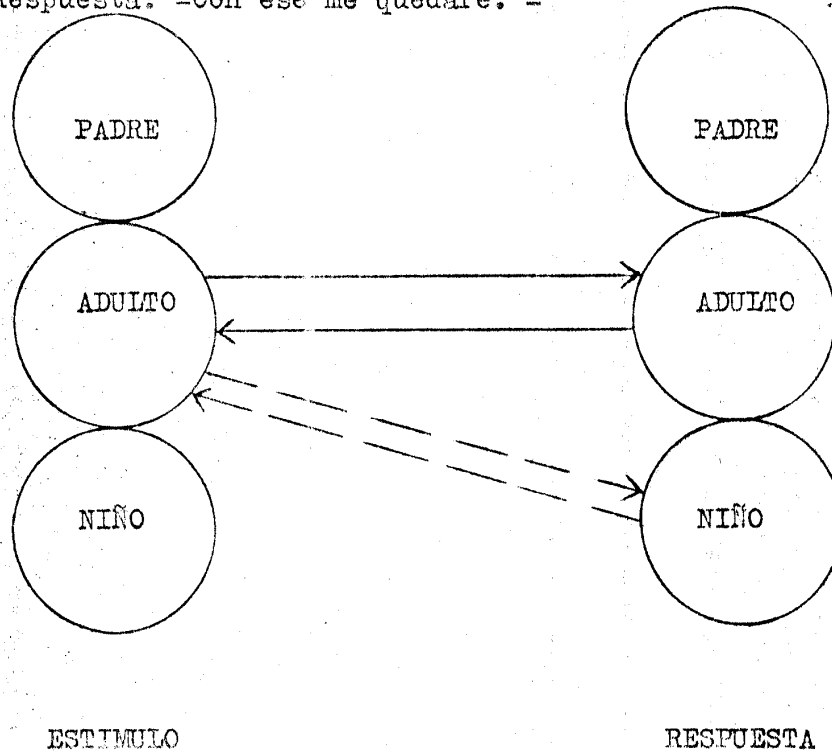 Respuesta. -Con ese me quedaré. -
PADRE PADRE
ADULTO ADULTO
NIÑO NIÑO
ESTIMULO RESPUESTA